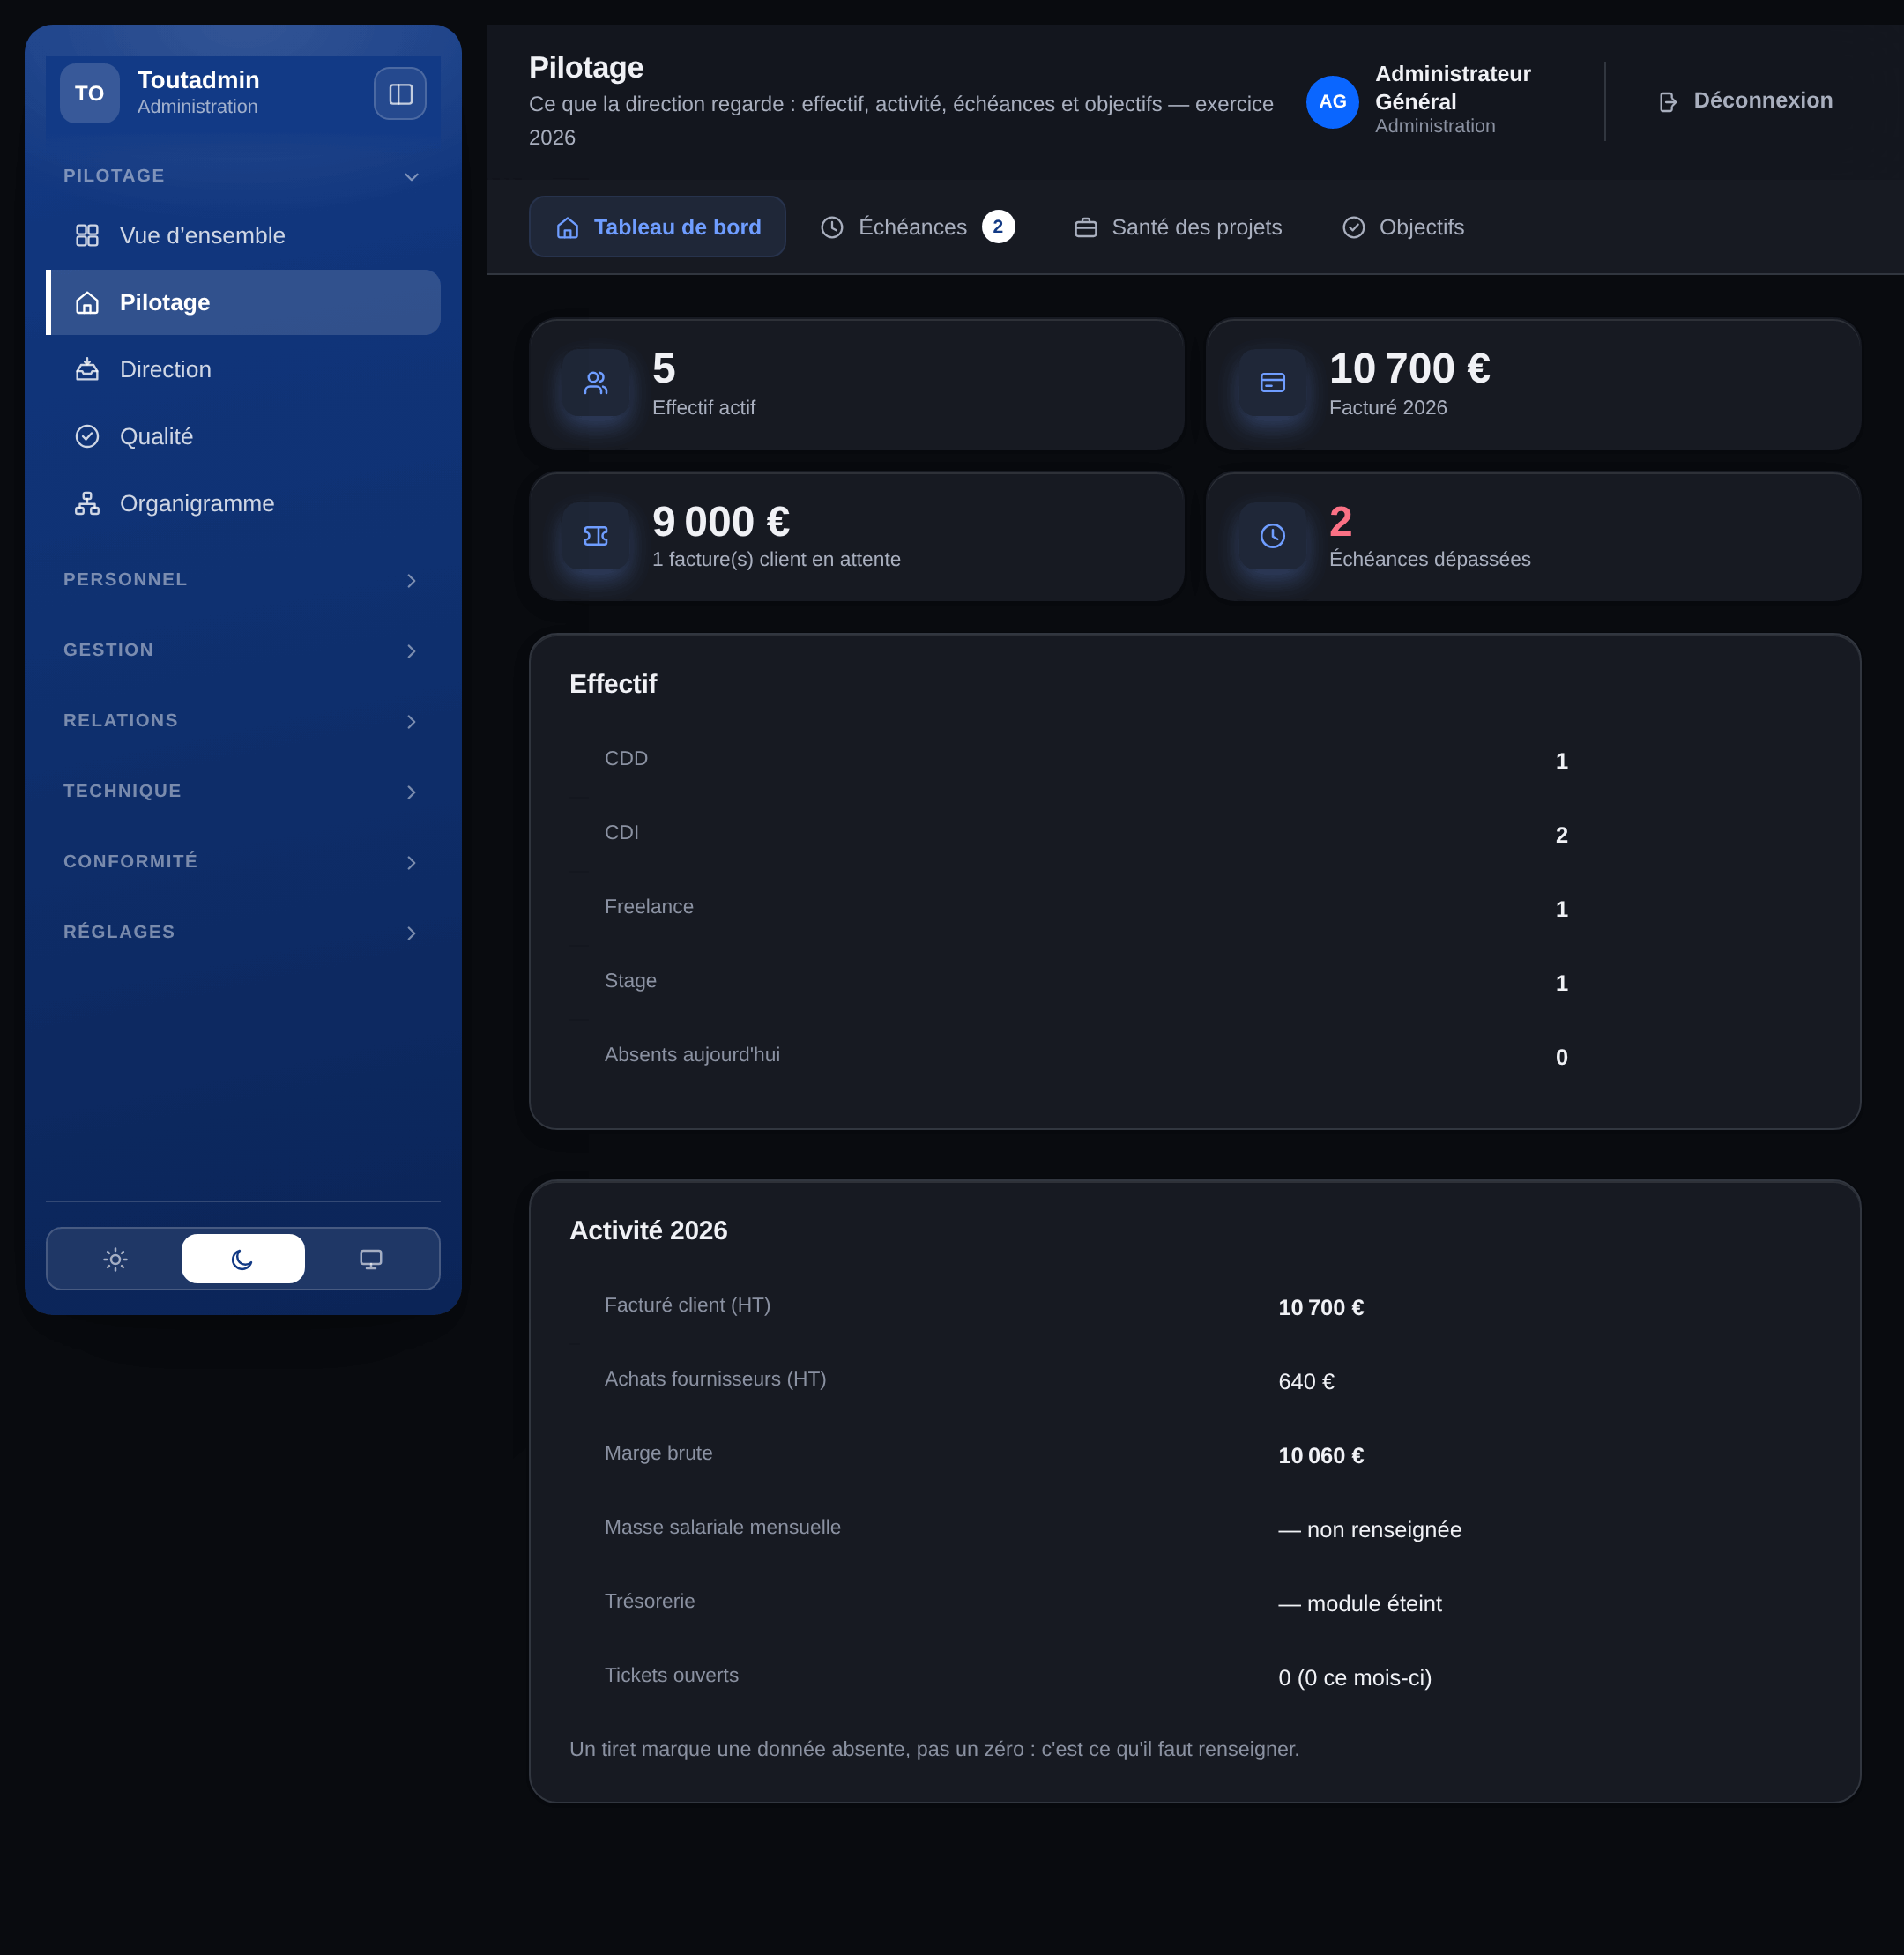 TO
Toutadmin
Administration
PILOTAGE
Vue d’ensemble
Pilotage
Direction
Qualité
Organigramme
PERSONNEL
GESTION
RELATIONS
TECHNIQUE
CONFORMITÉ
RÉGLAGES
Pilotage
Ce que la direction regarde : effectif, activité, échéances et objectifs — exercice
2026
AG
Administrateur
Général
Administration
Déconnexion
Tableau de bord
Échéances 2
Santé des projets
Objectifs
5
Effectif actif
10 700 €
Facturé 2026
9 000 €
1 facture(s) client en attente
2
Échéances dépassées
Effectif
CDD 1
CDI 2
Freelance 1
Stage 1
Absents aujourd'hui 0
Activité 2026
Facturé client (HT) 10 700 €
Achats fournisseurs (HT) 640 €
Marge brute 10 060 €
Masse salariale mensuelle — non renseignée
Trésorerie — module éteint
Tickets ouverts 0 (0 ce mois-ci)
Un tiret marque une donnée absente, pas un zéro : c'est ce qu'il faut renseigner.